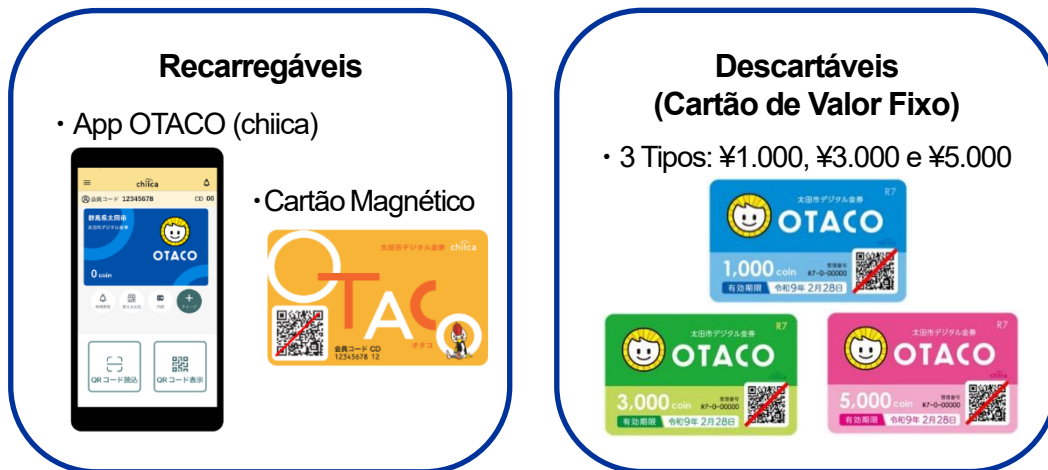 Recarregáveis
・App OTACO (chiica)
chiica
会員コード 12345678 CD 00
群馬県太田市
太田市デジタル金券
OTACO
0 coin
チャージ
QRコード読込
QRコード表示
・Cartão Magnético
太田市デジタル金券 chiica
OTACO
オタコ
会員コード CD
12345678 12
Descartáveis
(Cartão de Valor Fixo)
・3 Tipos: ¥1.000, ¥3.000 e ¥5.000
R7
太田市デジタル金券
OTACO
chiica
1,000 coin
管理番号
R7-0-00000
有効期限 令和9年2月28日
R7
太田市デジタル金券
OTACO
chiica
3,000 coin
管理番号
R7-0-00000
有効期限 令和9年2月28日
R7
太田市デジタル金券
OTACO
chiica
5,000 coin
管理番号
R7-0-00000
有効期限 令和9年2月28日